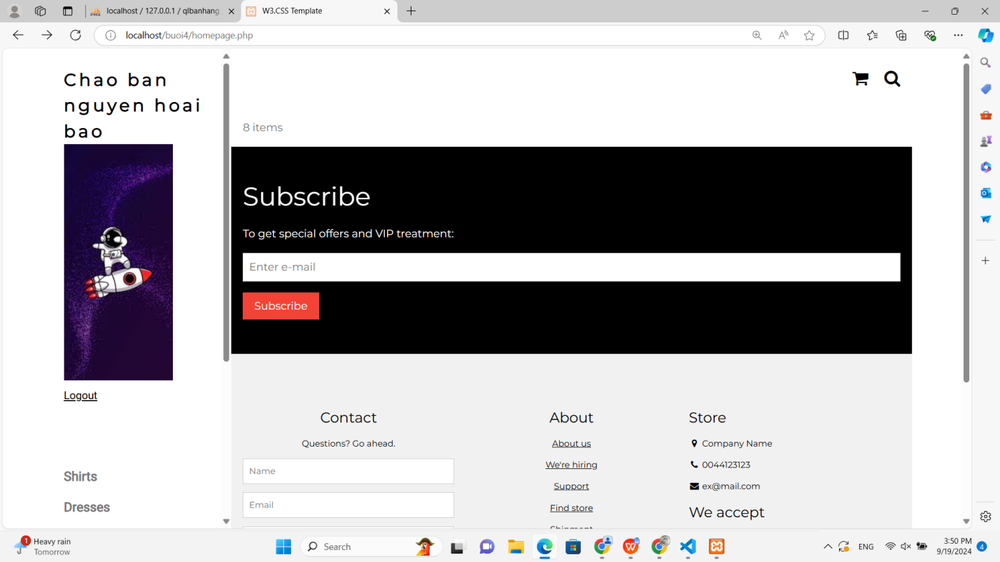 localhost / 127.0.0.1 / qlbanhang
W3.CSS Template
localhost/buoi4/homepage.php
Chao ban
nguyen hoai
bao
Logout
Shirts
Dresses
8 items
Subscribe
To get special offers and VIP treatment:
Enter e-mail
Subscribe
Contact
Questions? Go ahead.
Name
Email
About
About us
We're hiring
Support
Find store
Shipment
Store
Company Name
0044123123
ex@mail.com
We accept
1
Heavy rain
Tomorrow
Search
ENG
3:50 PM
9/19/2024
4